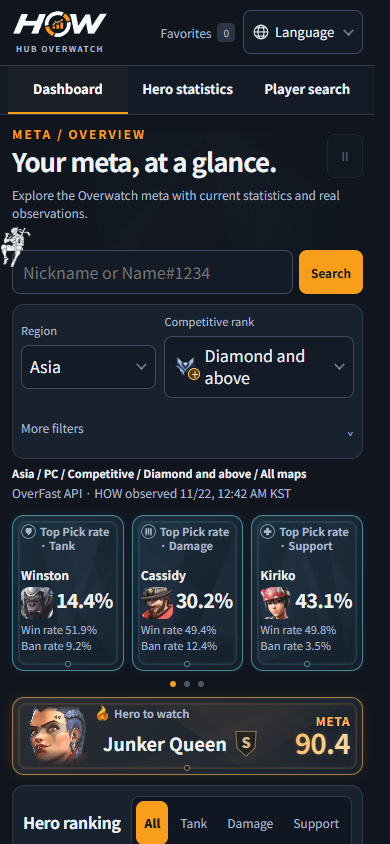 HOW
HUB OVERWATCH
Favorites 0
Language
Dashboard Hero statistics Player search
META / OVERVIEW
Your meta, at a glance.
Explore the Overwatch meta with current statistics and real
observations.
Nickname or Name#1234 Search
Region
Asia
Competitive rank
Diamond and
above
More filters
Asia / PC / Competitive / Diamond and above / All maps
OverFast API · HOW observed 11/22, 12:42 AM KST
Top Pick rate
· Tank
Winston
14.4%
Win rate 51.9%
Ban rate 9.2%
Top Pick rate
· Damage
Cassidy
30.2%
Win rate 49.4%
Ban rate 12.4%
Top Pick rate
· Support
Kiriko
43.1%
Win rate 49.8%
Ban rate 3.5%
Hero to watch
Junker Queen S
META
90.4
Hero ranking All Tank Damage Support